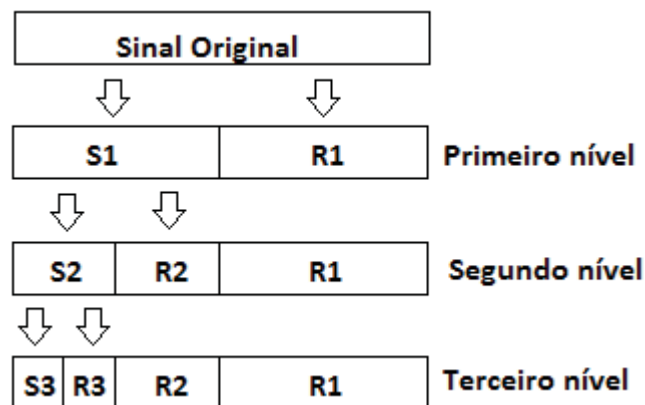 Sinal Original
S1 R1 Primeiro nível
S2 R2 R1 Segundo nível
S3 R3 R2 R1 Terceiro nível